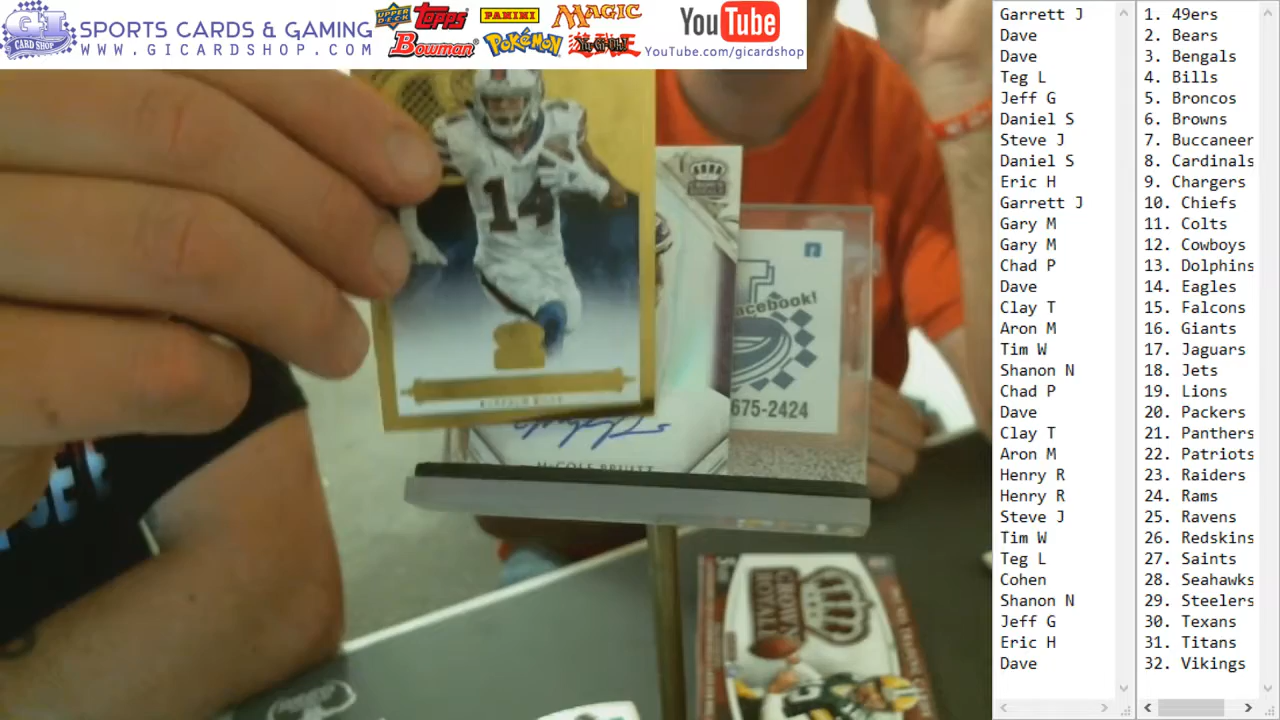 SPORTS CARDS & GAMING
WWW.GICARDSHOP.COM
GI
CARD SHOP
UPPER DECK
Topps
PANINI
MAGIC
Bowman
Pokémon
YouTube
YouTube.com/gicardshop
14
facebook!
675-2424
McCOLE PRUITT
CROWN
ROYALE
Garrett J
Dave
Dave
Teg L
Jeff G
Daniel S
Steve J
Daniel S
Eric H
Garrett J
Gary M
Gary M
Chad P
Dave
Clay T
Aron M
Tim W
Shanon N
Chad P
Dave
Clay T
Aron M
Henry R
Henry R
Steve J
Tim W
Teg L
Cohen
Shanon N
Jeff G
Eric H
Dave
1. 49ers
2. Bears
3. Bengals
4. Bills
5. Broncos
6. Browns
7. Buccaneer
8. Cardinals
9. Chargers
10. Chiefs
11. Colts
12. Cowboys
13. Dolphins
14. Eagles
15. Falcons
16. Giants
17. Jaguars
18. Jets
19. Lions
20. Packers
21. Panthers
22. Patriots
23. Raiders
24. Rams
25. Ravens
26. Redskins
27. Saints
28. Seahawks
29. Steelers
30. Texans
31. Titans
32. Vikings